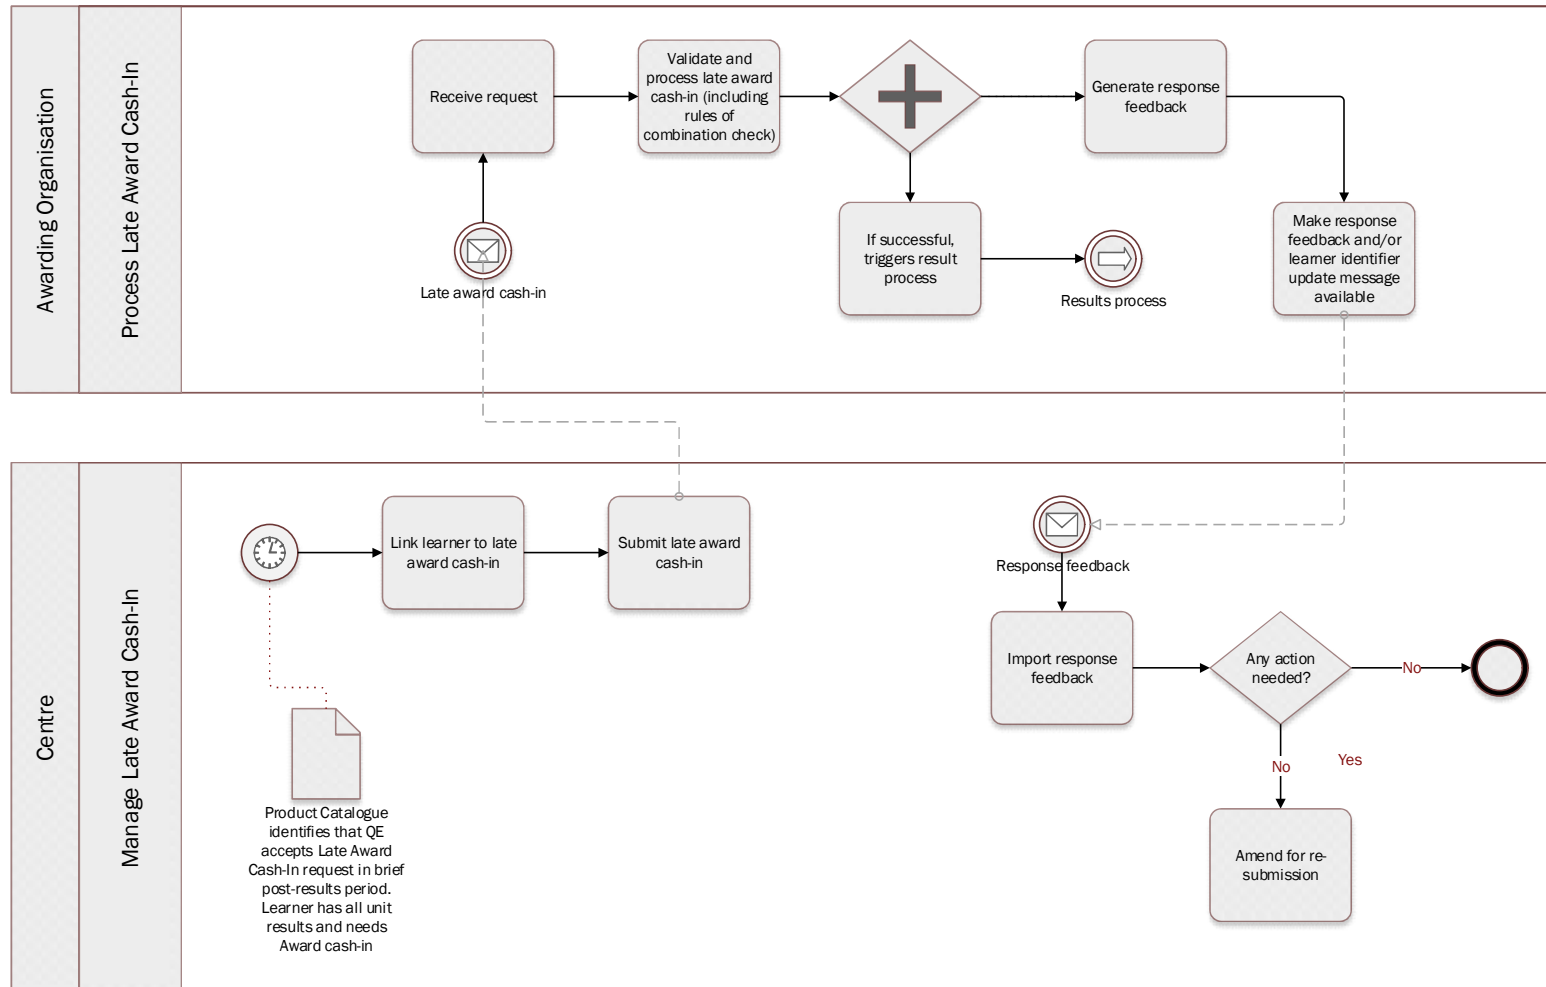 Awarding Organisation
Process Late Award Cash-In
Receive request
Validate and
process late award
cash-in (including
rules of
combination check)
Generate response
feedback
If successful,
triggers result
process
Make response
feedback and/or
learner identifier
update message
available
Late award cash-in
Results process
Centre
Manage Late Award Cash-In
Link learner to late
award cash-in
Submit late award
cash-in
Response feedback
Import response
feedback
Any action
needed?
No
No
Yes
Product Catalogue
identifies that QE
accepts Late Award
Cash-In request in brief
post-results period.
Learner has all unit
results and needs
Award cash-in
Amend for re-
submission